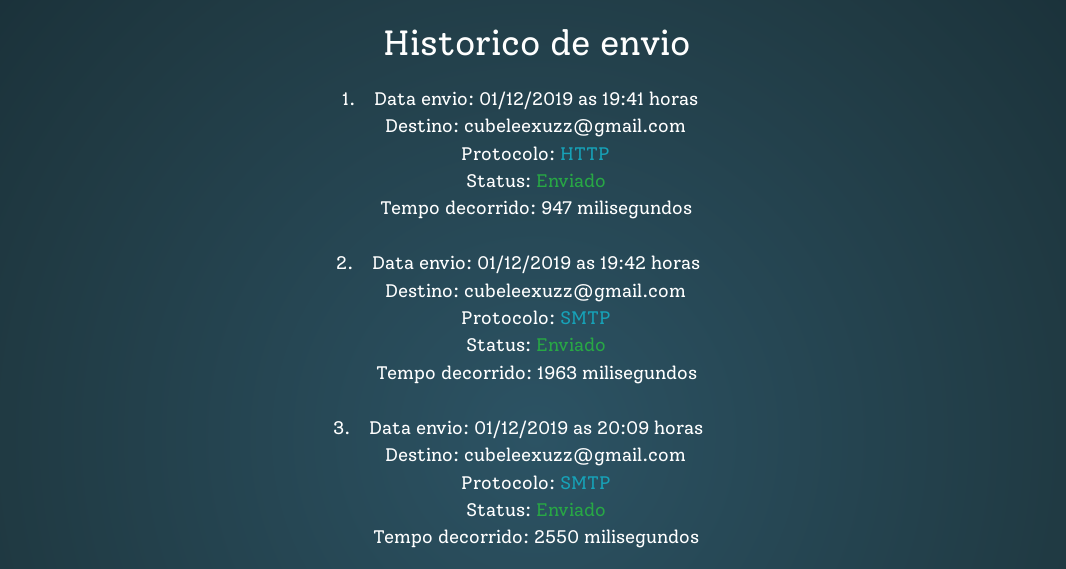 Historico de envio
1. Data envio: 01/12/2019 as 19:41 horas
Destino: cubeleexuzz@gmail.com
Protocolo: HTTP
Status: Enviado
Tempo decorrido: 947 milisegundos
2. Data envio: 01/12/2019 as 19:42 horas
Destino: cubeleexuzz@gmail.com
Protocolo: SMTP
Status: Enviado
Tempo decorrido: 1963 milisegundos
3. Data envio: 01/12/2019 as 20:09 horas
Destino: cubeleexuzz@gmail.com
Protocolo: SMTP
Status: Enviado
Tempo decorrido: 2550 milisegundos